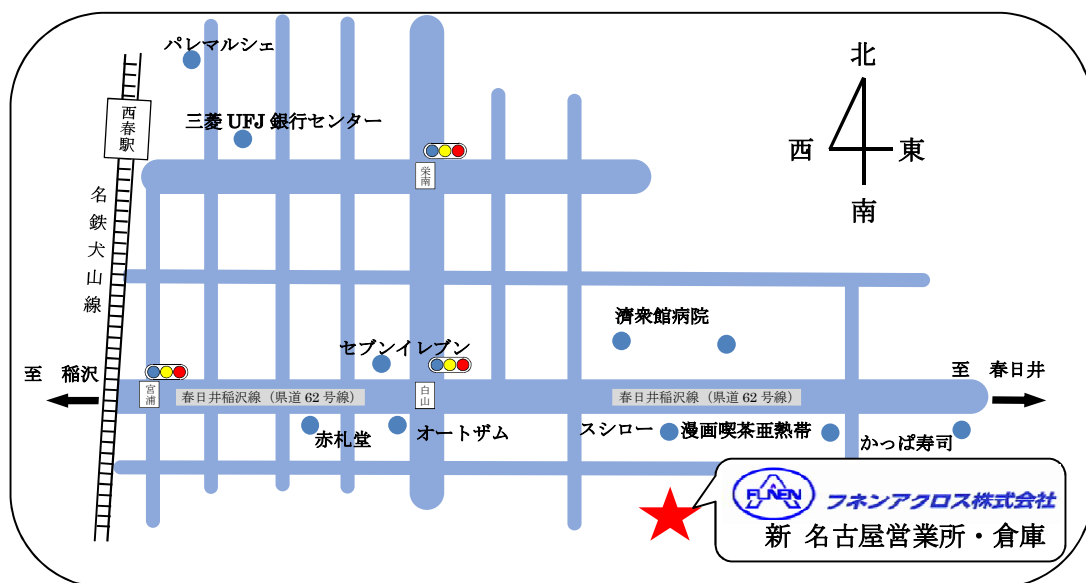 パレマルシェ
北
西春駅
三菱 UFJ 銀行センター
西
東
栄南
名鉄犬山線
南
済衆館病院
セブンイレブン
至 稲沢
至 春日井
宮浦
春日井稲沢線（県道 62 号線）
白山
春日井稲沢線（県道 62 号線）
赤札堂
オートザム
スシロー
漫画喫茶亜熱帯
かっぱ寿司
FUNEN
フネンアクロス株式会社
新 名古屋営業所・倉庫